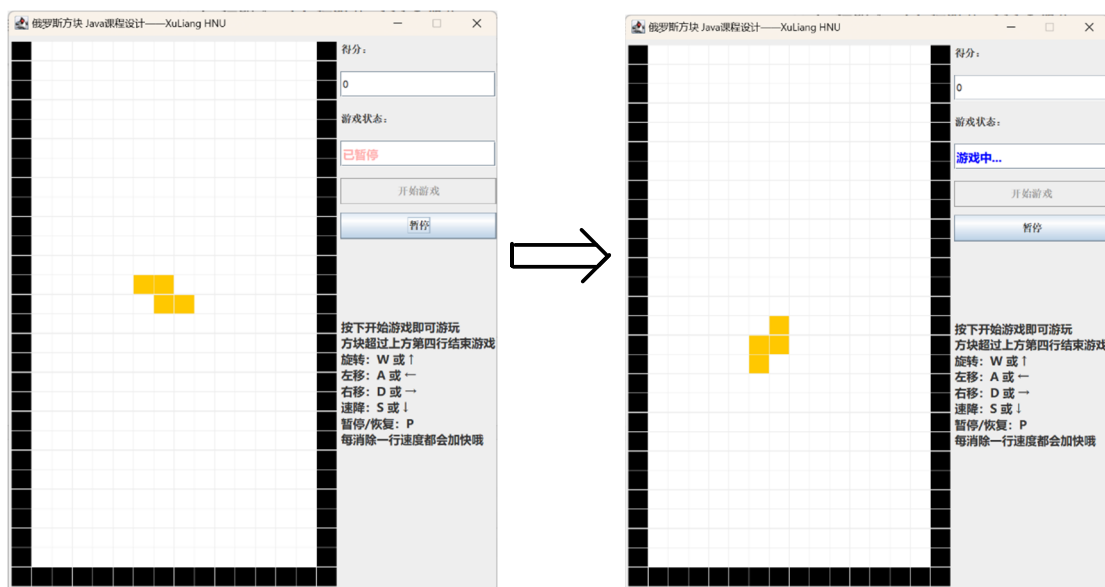 俄罗斯方块 Java课程设计——XuLiang HNU
得分：
0
游戏状态：
已暂停
开始游戏
暂停
按下开始游戏即可游玩
方块超过上方第四行结束游戏
旋转：W 或 ↑
左移：A 或 ←
右移：D 或 →
速降：S 或 ↓
暂停/恢复：P
每消除一行速度都会加快哦
俄罗斯方块 Java课程设计——XuLiang HNU
得分：
0
游戏状态：
游戏中...
开始游戏
暂停
按下开始游戏即可游玩
方块超过上方第四行结束游戏
旋转：W 或 ↑
左移：A 或 ←
右移：D 或 →
速降：S 或 ↓
暂停/恢复：P
每消除一行速度都会加快哦